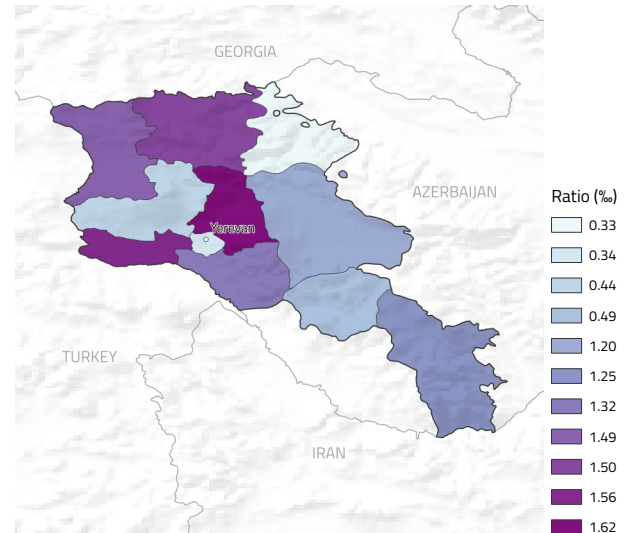 GEORGIA
AZERBAIJAN
Yerevan
TURKEY
IRAN
Ratio (‰)
0.33
0.34
0.44
0.49
1.20
1.25
1.32
1.49
1.50
1.56
1.62